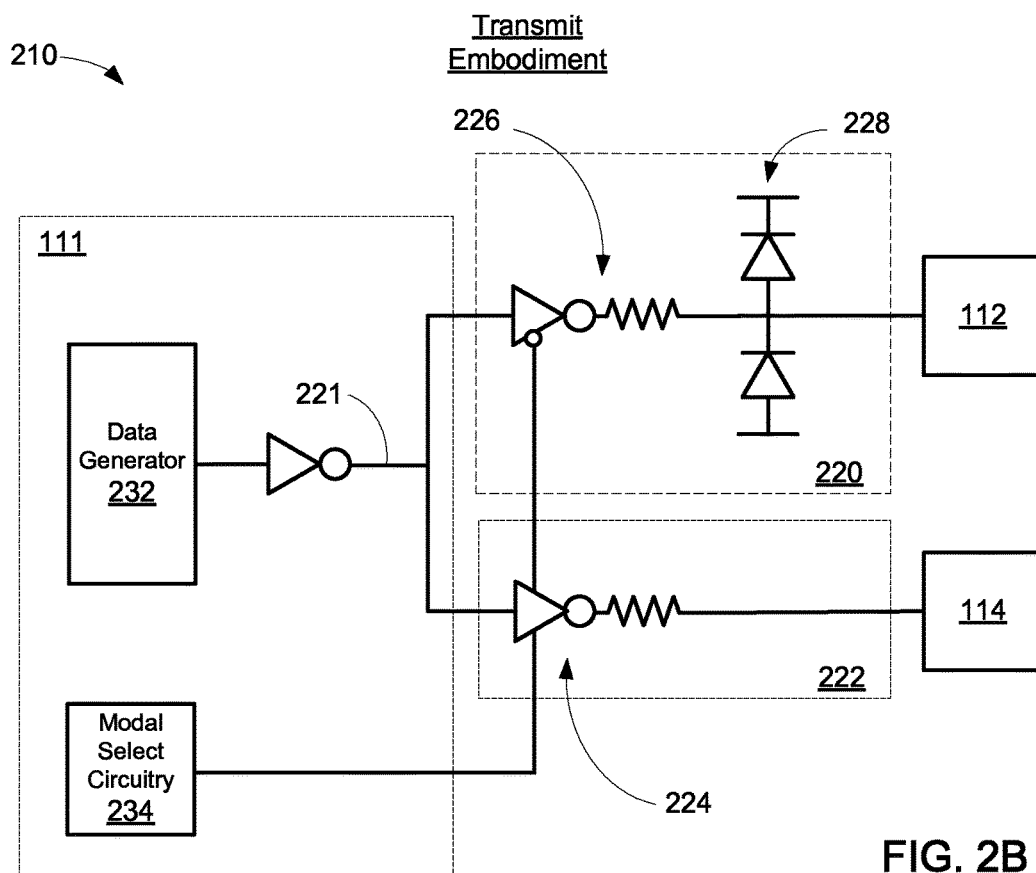 Transmit
Embodiment
210
226
228
111
112
221
Data
Generator
232
220
114
222
Modal
Select
Circuitry
234
224
FIG. 2B